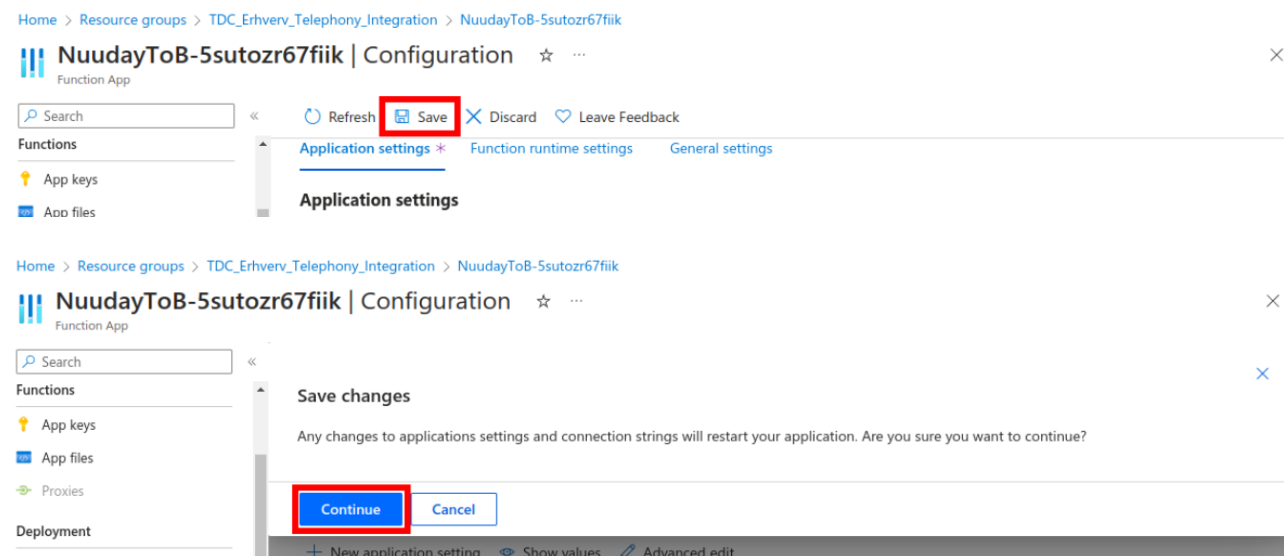 Home > Resource groups > TDC_Erhverv_Telephony_Integration > NuudayToB-5sutozr67fiik
NuudayToB-5sutozr67fiik | Configuration ☆ ...
Function App
Search «
Refresh Save Discard Leave Feedback
Functions
Application settings * Function runtime settings General settings
App keys
Application settings
App files
Home > Resource groups > TDC_Erhverv_Telephony_Integration > NuudayToB-5sutozr67fiik
NuudayToB-5sutozr67fiik | Configuration ☆ ...
Function App
Search «
Functions
Save changes
App keys
Any changes to applications settings and connection strings will restart your application. Are you sure you want to continue?
App files
Proxies
Continue Cancel
Deployment
+ New application setting Show values Advanced edit